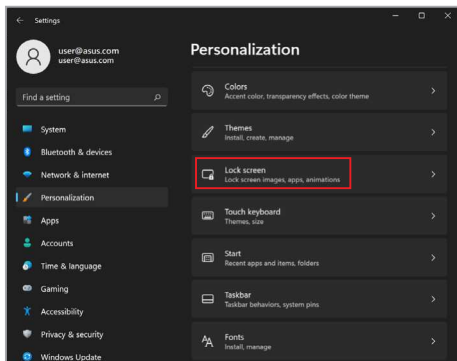 Settings
user@asus.com
user@asus.com
Find a setting
System
Bluetooth & devices
Network & internet
Personalization
Apps
Accounts
Time & language
Gaming
Accessibility
Privacy & security
Windows Update
Personalization
Colors
Accent color, transparency effects, color theme
Themes
Install, create, manage
Lock screen
Lock screen images, apps, animations
Touch keyboard
Themes, size
Start
Recent apps and items, folders
Taskbar
Taskbar behaviors, system pins
Fonts
Install, manage